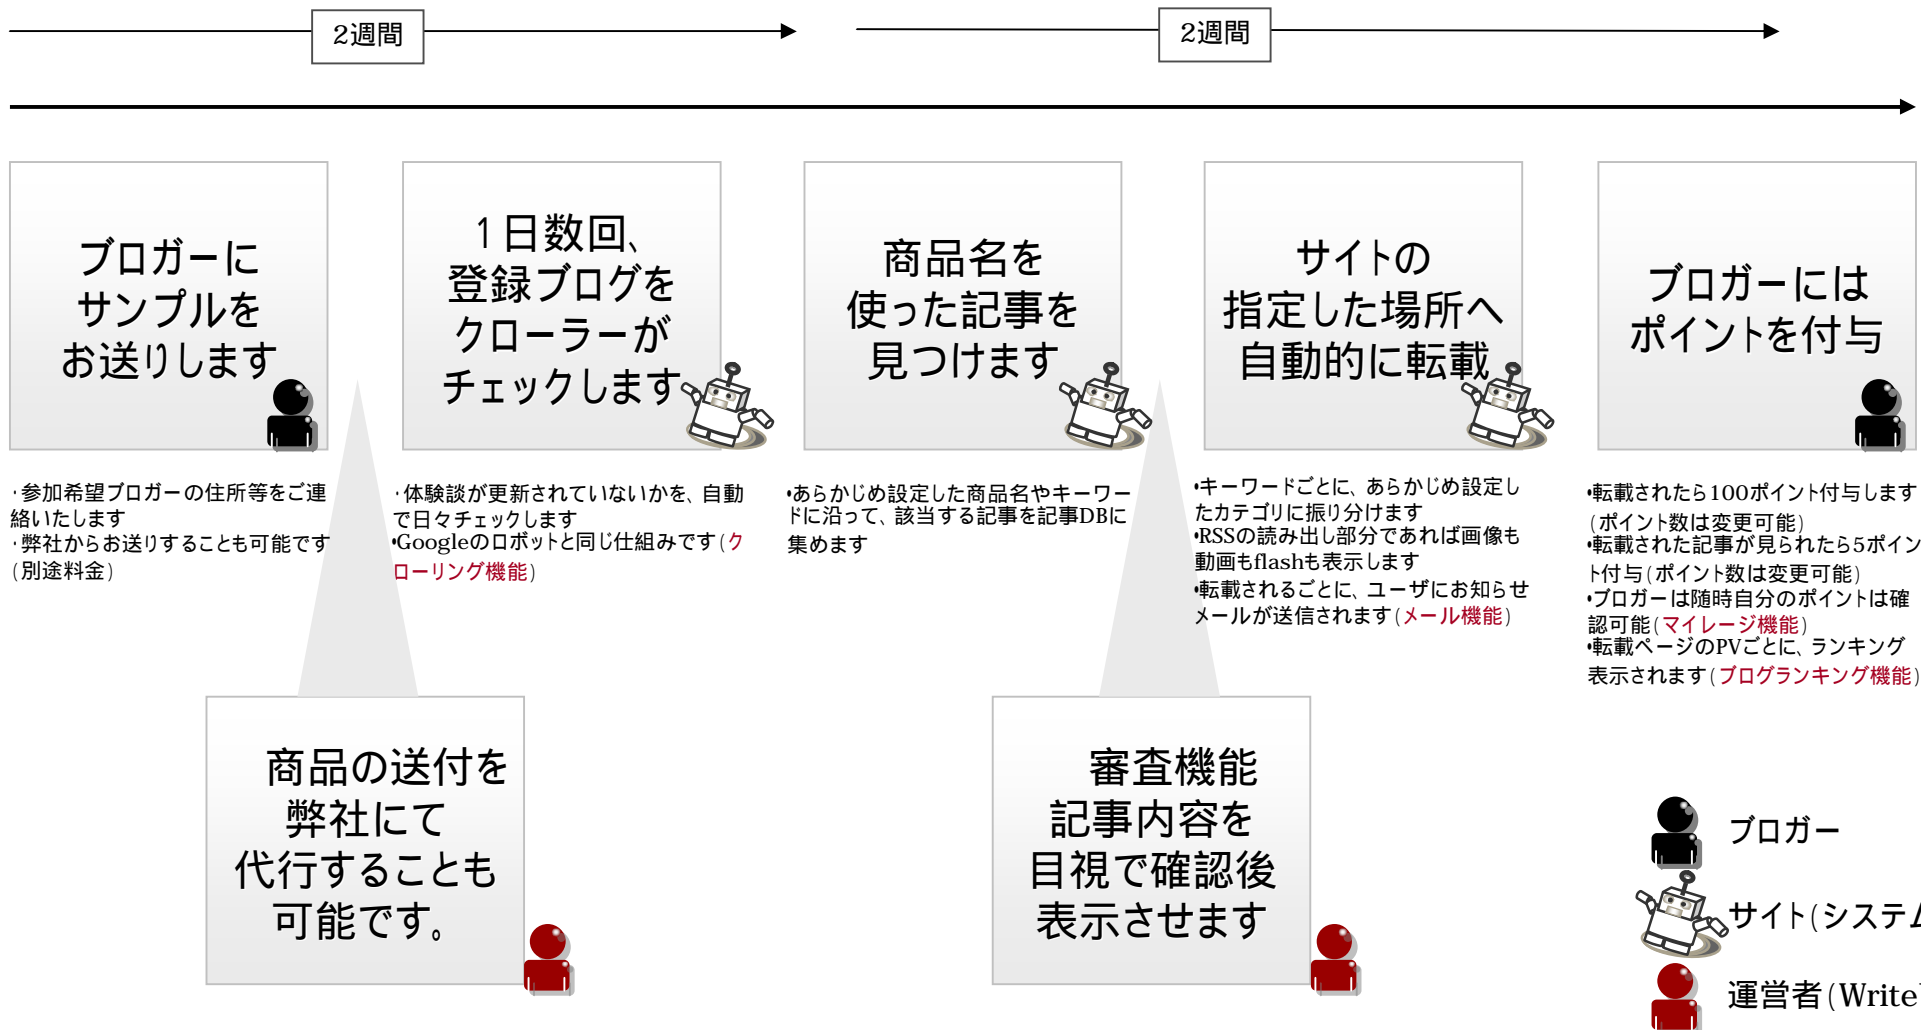 2週間
2週間
ブロガーに
サンプルを
お送りします
1日数回、
登録ブログを
クローラーが
チェックします
商品名を
使った記事を
見つけます
サイトの
指定した場所へ
自動的に転載
ブロガーには
ポイントを付与
・参加希望ブロガーの住所等をご連
絡いたします
・弊社からお送りすることも可能です
(別途料金)
・体験談が更新されていないかを、自動
で日々チェックします
•Googleのロボットと同じ仕組みです(ク
ローリング機能)
•あらかじめ設定した商品名やキーワー
ドに沿って、該当する記事を記事DBに
集めます
•キーワードごとに、あらかじめ設定し
たカテゴリに振り分けます
•RSSの読み出し部分であれば画像も
動画もflashも表示します
•転載されるごとに、ユーザにお知らせ
メールが送信されます(メール機能)
•転載されたら100ポイント付与します
(ポイント数は変更可能)
•転載された記事が見られたら5ポイン
ト付与(ポイント数は変更可能)
•ブロガーは随時自分のポイントは確
認可能(マイレージ機能)
•転載ページのPVごとに、ランキング
表示されます(ブログランキング機能)
商品の送付を
弊社にて
代行することも
可能です。
審査機能
記事内容を
目視で確認後
表示させます
ブロガー
サイト(システム
運営者(Write